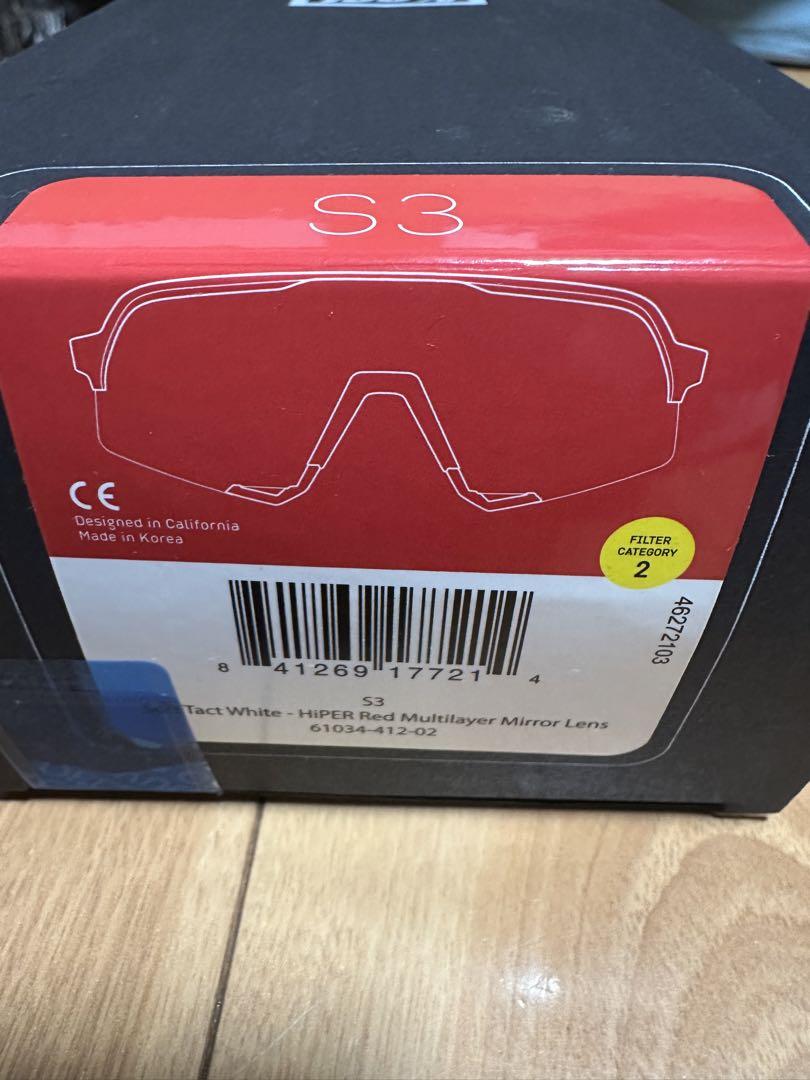 S3
CE
Designed in California
Made in Korea
FILTER
CATEGORY
2
46272103
8 41269 17721 4
S3
Tact White - HiPER Red Multilayer Mirror Lens
61034-412-02